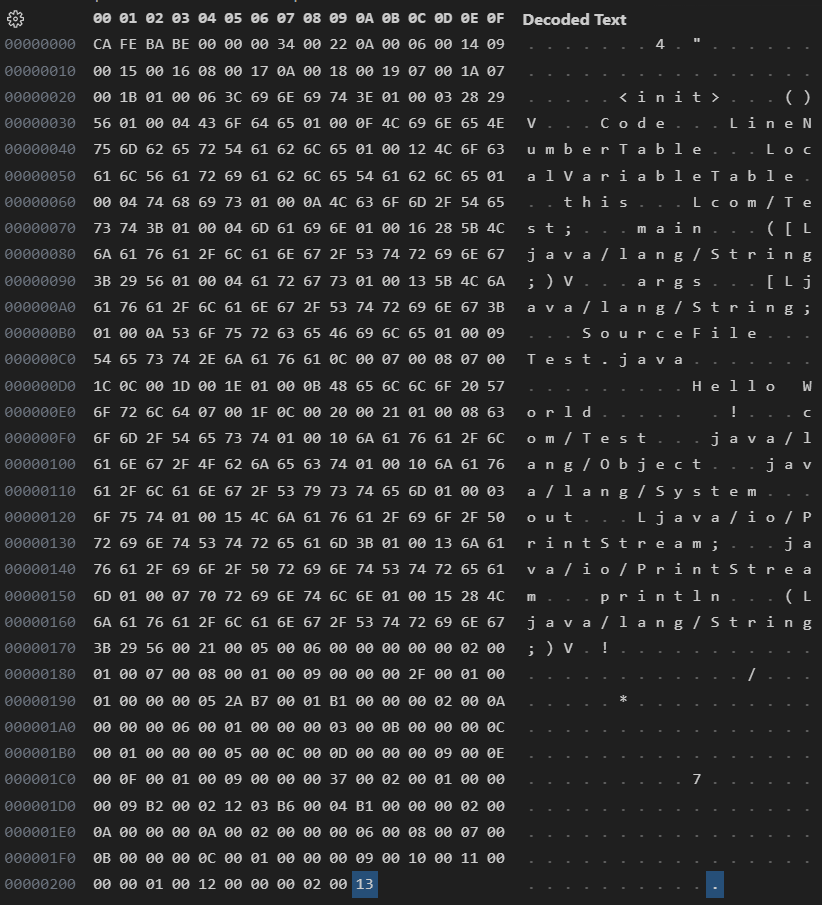 00 01 02 03 04 05 06 07 08 09 0A 0B 0C 0D 0E 0F Decoded Text
00000000 CA FE BA BE 00 00 00 34 00 22 0A 00 06 00 14 09 . . . . . . . 4 . " . . . . . .
00000010 00 15 00 16 08 00 17 0A 00 18 00 19 07 00 1A 07 . . . . . . . . . . . . . . . .
00000020 00 1B 01 00 06 3C 69 6E 69 74 3E 01 00 03 28 29 . . . . . < i n i t > . . . ( )
00000030 56 01 00 04 43 6F 64 65 01 00 0F 4C 69 6E 65 4E V . . . C o d e . . . L i n e N
00000040 75 6D 62 65 72 54 61 62 6C 65 01 00 12 4C 6F 63 u m b e r T a b l e . . . L o c
00000050 61 6C 56 61 72 69 61 62 6C 65 54 61 62 6C 65 01 a l V a r i a b l e T a b l e .
00000060 00 04 74 68 69 73 01 00 0A 4C 63 6F 6D 2F 54 65 . . t h i s . . . L c o m / T e
00000070 73 74 3B 01 00 04 6D 61 69 6E 01 00 16 28 5B 4C s t ; . . . m a i n . . . ( [ L
00000080 6A 61 76 61 2F 6C 61 6E 67 2F 53 74 72 69 6E 67 j a v a / l a n g / S t r i n g
00000090 3B 29 56 01 00 04 61 72 67 73 01 00 13 5B 4C 6A ; ) V . . . a r g s . . . [ L j
000000A0 61 76 61 2F 6C 61 6E 67 2F 53 74 72 69 6E 67 3B a v a / l a n g / S t r i n g ;
000000B0 01 00 0A 53 6F 75 72 63 65 46 69 6C 65 01 00 09 . . . S o u r c e F i l e . . .
000000C0 54 65 73 74 2E 6A 61 76 61 0C 00 07 00 08 07 00 T e s t . j a v a . . . . . . .
000000D0 1C 0C 00 1D 00 1E 01 00 0B 48 65 6C 6C 6F 20 57 . . . . . . . . . H e l l o   W
000000E0 6F 72 6C 64 07 00 1F 0C 00 20 00 21 01 00 08 63 o r l d . . . . .   . ! . . . c
000000F0 6F 6D 2F 54 65 73 74 01 00 10 6A 61 76 61 2F 6C o m / T e s t . . . j a v a / l
00000100 61 6E 67 2F 4F 62 6A 65 63 74 01 00 10 6A 61 76 a n g / O b j e c t . . . j a v
00000110 61 2F 6C 61 6E 67 2F 53 79 73 74 65 6D 01 00 03 a / l a n g / S y s t e m . . .
00000120 6F 75 74 01 00 15 4C 6A 61 76 61 2F 69 6F 2F 50 o u t . . . L j a v a / i o / P
00000130 72 69 6E 74 53 74 72 65 61 6D 3B 01 00 13 6A 61 r i n t S t r e a m ; . . . j a
00000140 76 61 2F 69 6F 2F 50 72 69 6E 74 53 74 72 65 61 v a / i o / P r i n t S t r e a
00000150 6D 01 00 07 70 72 69 6E 74 6C 6E 01 00 15 28 4C m . . . p r i n t l n . . . ( L
00000160 6A 61 76 61 2F 6C 61 6E 67 2F 53 74 72 69 6E 67 j a v a / l a n g / S t r i n g
00000170 3B 29 56 00 21 00 05 00 06 00 00 00 00 00 02 00 ; ) V . ! . . . . . . . . . . .
00000180 01 00 07 00 08 00 01 00 09 00 00 00 2F 00 01 00 . . . . . . . . . . . . / . . .
00000190 01 00 00 00 05 2A B7 00 01 B1 00 00 00 02 00 0A . . . . . * . . . . . . . . . .
000001A0 00 00 00 06 00 01 00 00 00 03 00 0B 00 00 00 0C . . . . . . . . . . . . . . . .
000001B0 00 01 00 00 00 05 00 0C 00 0D 00 00 00 09 00 0E . . . . . . . . . . . . . . . .
000001C0 00 0F 00 01 00 09 00 00 00 37 00 02 00 01 00 00 . . . . . . . . . 7 . . . . . .
000001D0 00 09 B2 00 02 12 03 B6 00 04 B1 00 00 00 02 00 . . . . . . . . . . . . . . . .
000001E0 0A 00 00 00 0A 00 02 00 00 00 06 00 08 00 07 00 . . . . . . . . . . . . . . . .
000001F0 0B 00 00 00 0C 00 01 00 00 00 09 00 10 00 11 00 . . . . . . . . . . . . . . . .
00000200 00 00 01 00 12 00 00 00 02 00 13 . . . . . . . . . . .